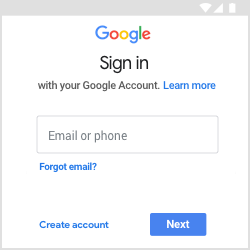 Google
Sign in
with your Google Account. Learn more
Email or phone
Forgot email?
Create account
Next